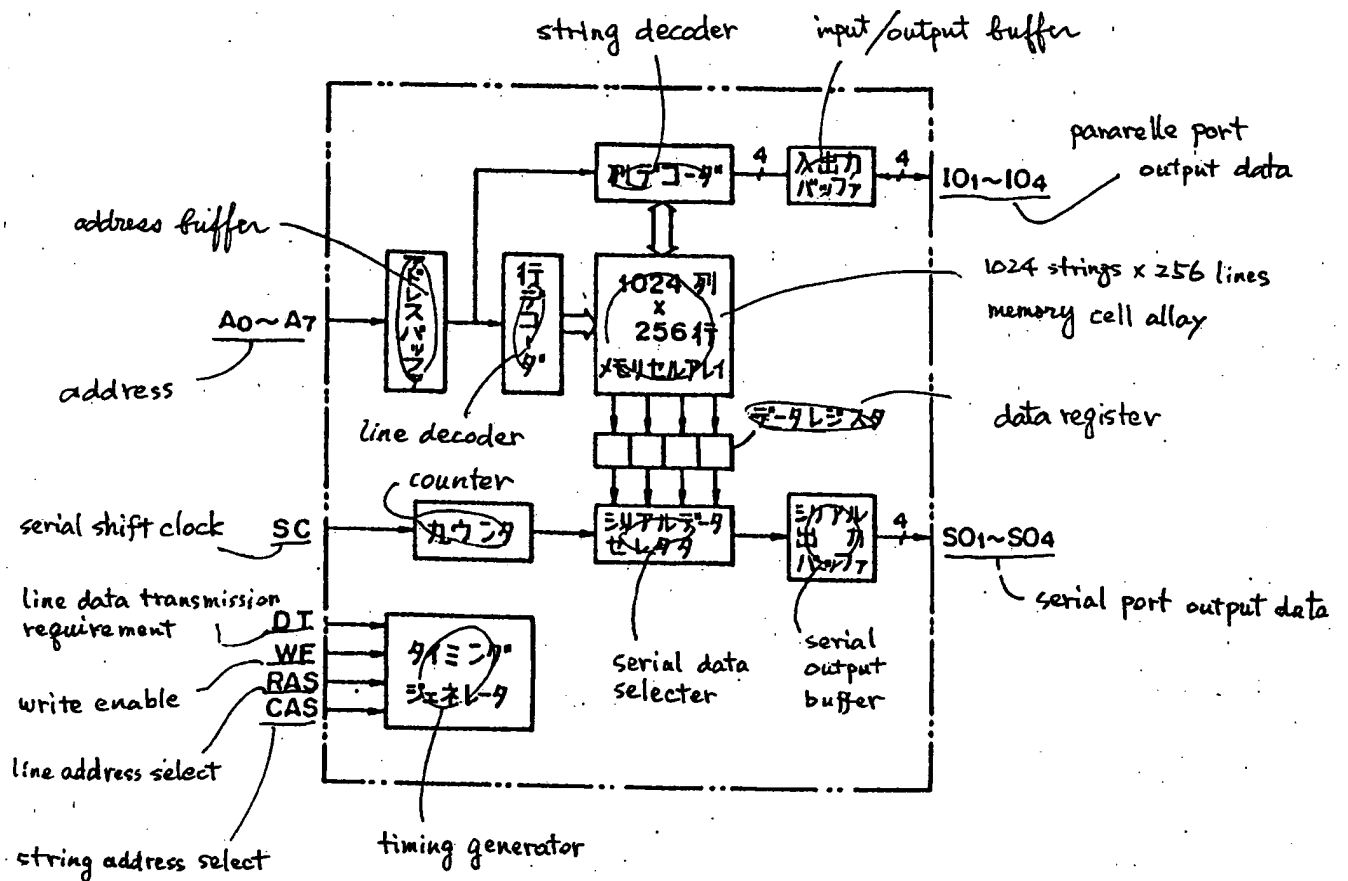 string decoder
input/output buffer
列デコーダ
4
入出力
バッファ
4
IO1~IO4
pararelle port
output data
address buffer
アドレスバッファ
行デコーダ
1024 列
×
256 行
メモリセルアレイ
1024 strings x 256 lines
memory cell allay
A0~A7
address
line decoder
データレジスタ
data register
counter
カウンタ
serial shift clock
SC
シリアルデータ
セレクタ
シリアル
出力
バッファ
4
SO1~SO4
serial port output data
line data transmission
requirement
DT
WE
RAS
CAS
タイミング
ジェネレータ
write enable
line address select
string address select
timing generator
serial data
selecter
serial
output
buffer